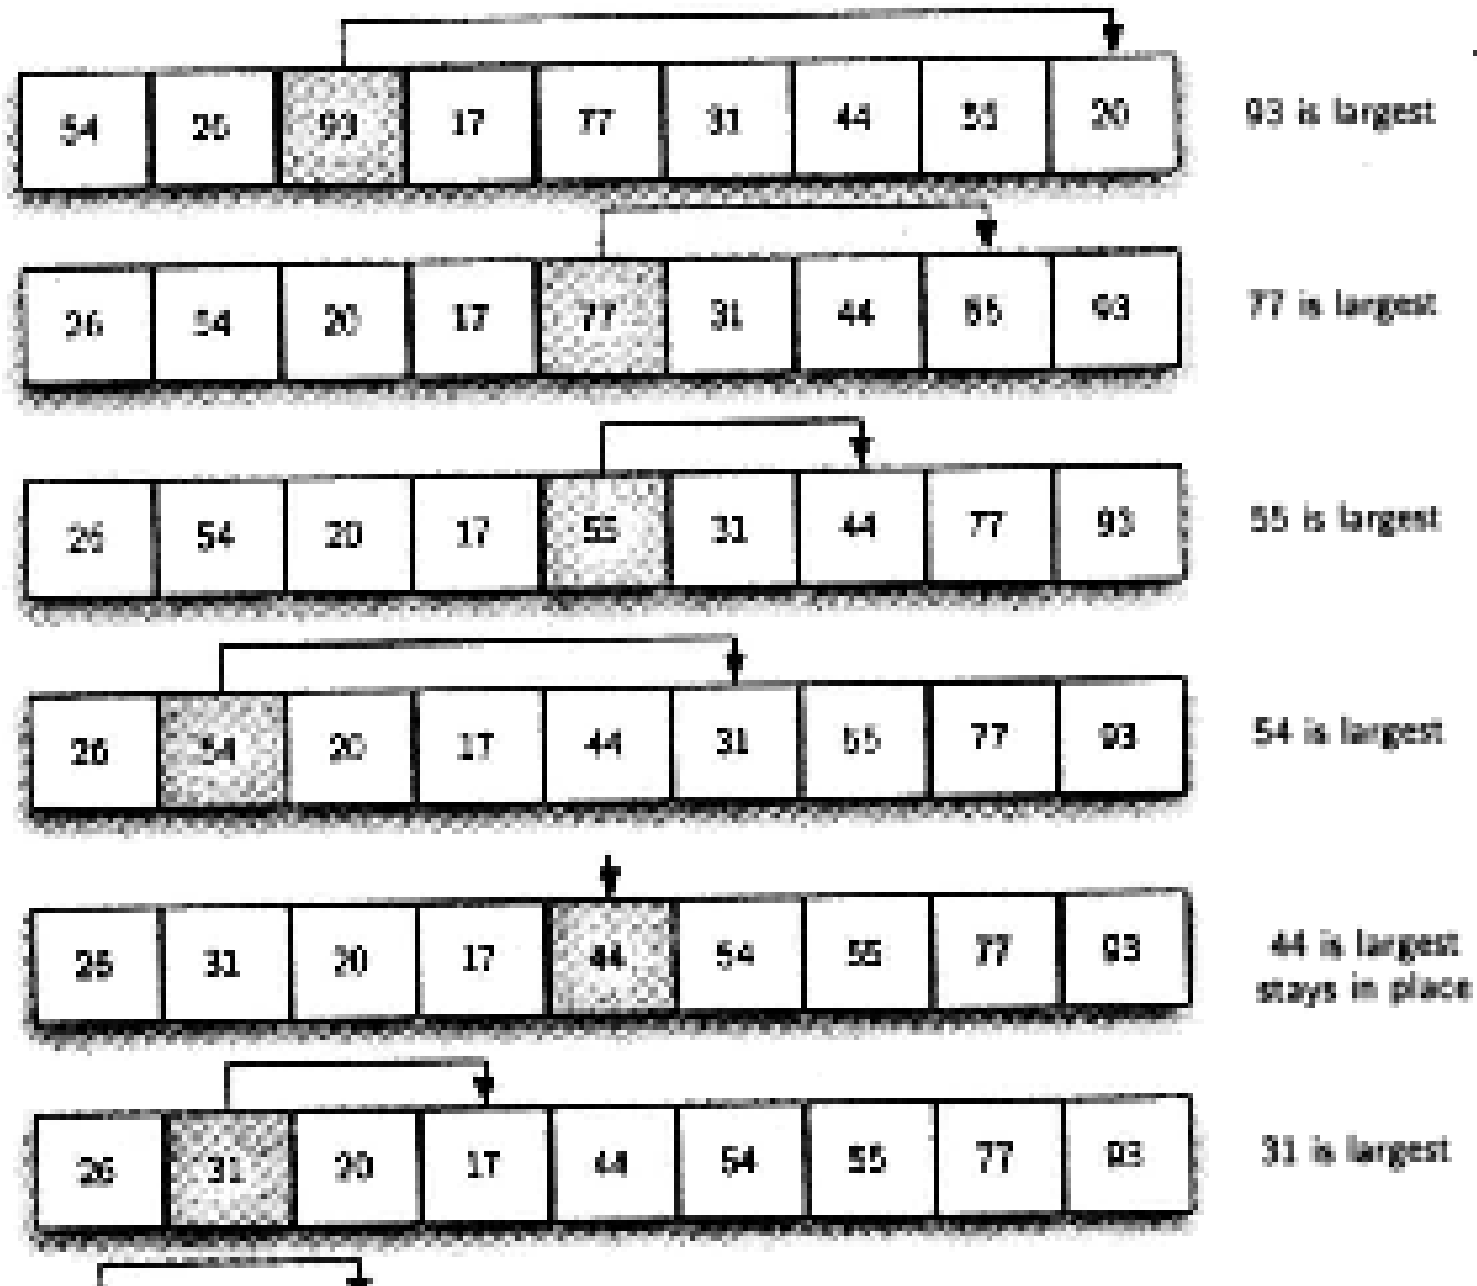 54 26 93 17 77 31 44 55 20 93 is largest
26 54 20 17 77 31 44 55 93 77 is largest
26 54 20 17 55 31 44 77 93 55 is largest
26 54 20 17 44 31 55 77 93 54 is largest
26 31 20 17 44 54 55 77 93 44 is largest
stays in place
26 31 20 17 44 54 55 77 93 31 is largest